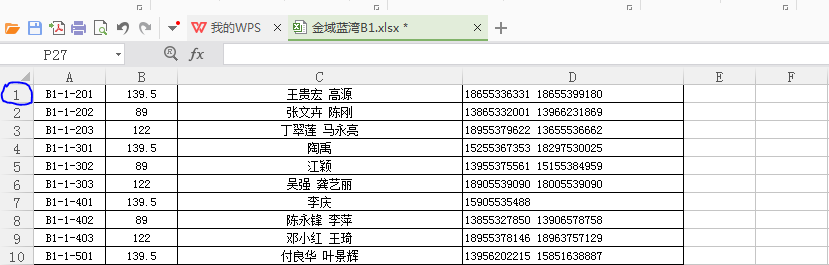 我的WPS × 金域蓝湾B1.xlsx * × +
P27 fx
A B C D E F
1 B1-1-201 139.5 王贵宏 高源 18655336331 18655399180
2 B1-1-202 89 张文卉 陈刚 13865332001 13966231869
3 B1-1-203 122 丁翠莲 马永亮 18955379622 13655536662
4 B1-1-301 139.5 陶禹 15255367353 18297530025
5 B1-1-302 89 江颖 13955375561 15155384959
6 B1-1-303 122 吴强 龚艺丽 18905539090 18005539090
7 B1-1-401 139.5 李庆 15905535488
8 B1-1-402 89 陈永锋 李萍 13855327850 13906578758
9 B1-1-403 122 邓小红 王琦 18955378146 18963757129
10 B1-1-501 139.5 付良华 叶景辉 13956202215 15851638887